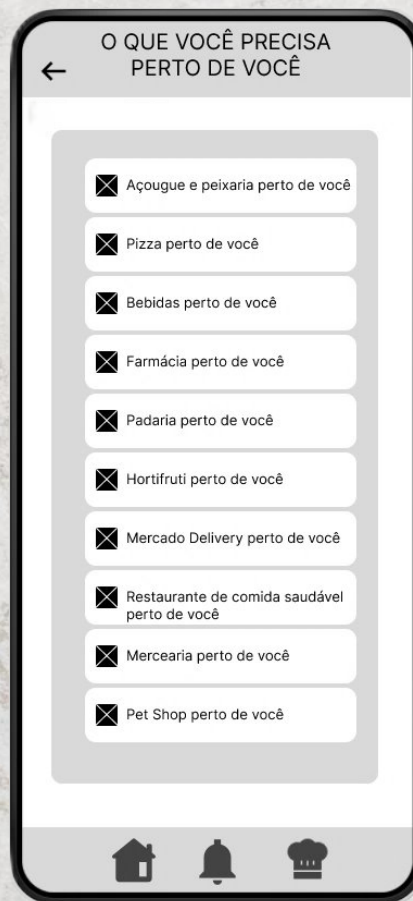 O QUE VOCÊ PRECISA
PERTO DE VOCÊ
Açougue e peixaria perto de você
Pizza perto de você
Bebidas perto de você
Farmácia perto de você
Padaria perto de você
Hortifruti perto de você
Mercado Delivery perto de você
Restaurante de comida saudável
perto de você
Mercearia perto de você
Pet Shop perto de você